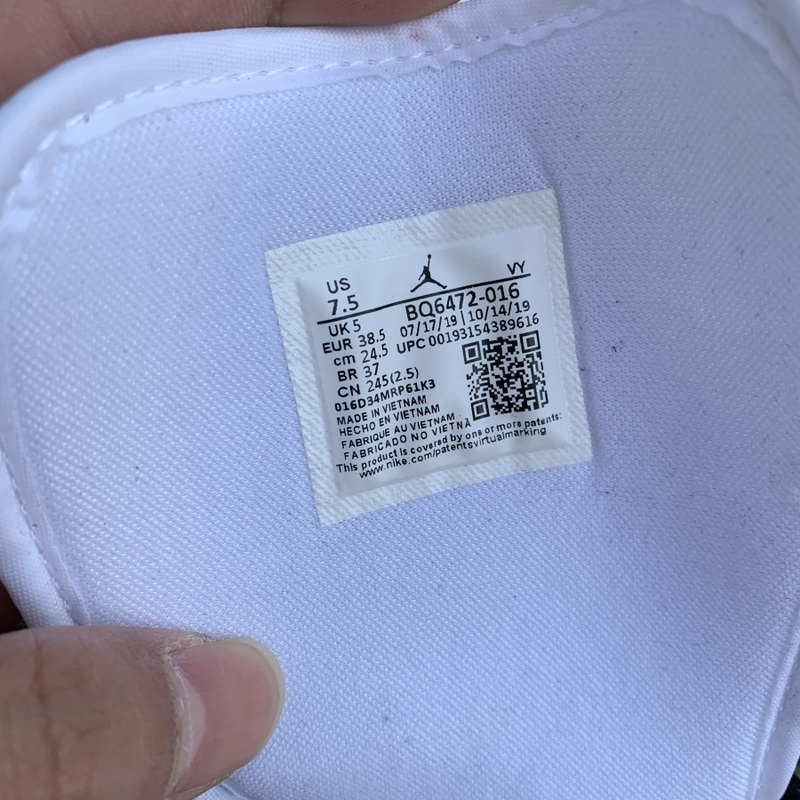 US
7.5
VY
UK 5
BQ6472-016
EUR 38.5
07/17/19 | 10/14/19
cm 24.5
UPC 00193154389616
BR 37
CN 245(2.5)
016D34MRP61K3
MADE IN VIETNAM
HECHO EN VIETNAM
FABRIQUE AU VIETNAM
FABRICADO NO VIETNÃ
This product is covered by one or more patents:
www.nike.com/patentsvirtualmarking